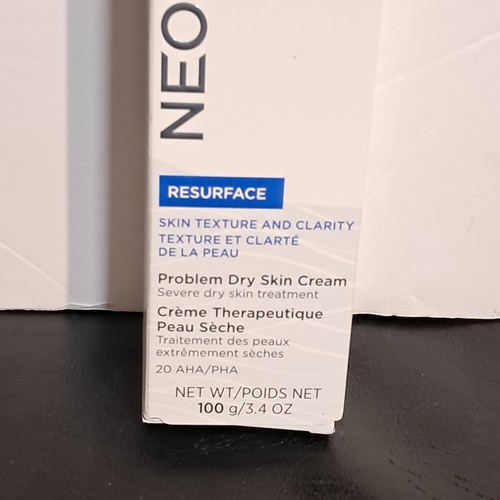 NEO
RESURFACE
SKIN TEXTURE AND CLARITY
TEXTURE ET CLARTÉ
DE LA PEAU
Problem Dry Skin Cream
Severe dry skin treatment
Crème Therapeutique
Peau Sèche
Traitement des peaux
extrêmement sèches
20 AHA/PHA
NET WT/POIDS NET
100 g/3.4 OZ